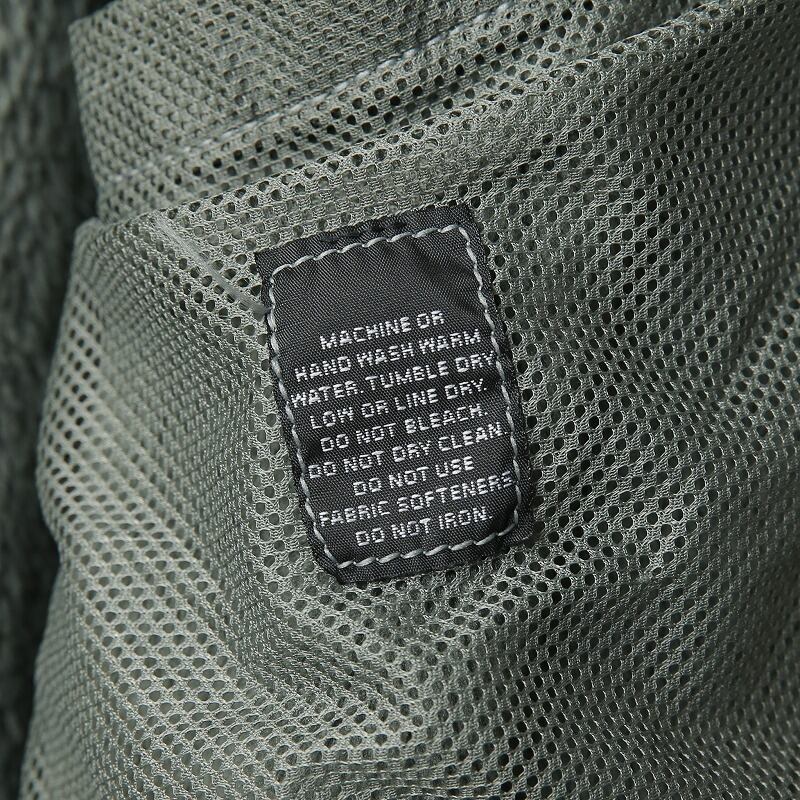 MACHINE OR
HAND WASH WARM
WATER. TUMBLE DRY
LOW OR LINE DRY.
DO NOT BLEACH.
DO NOT DRY CLEAN.
DO NOT USE
FABRIC SOFTENERS.
DO NOT IRON.